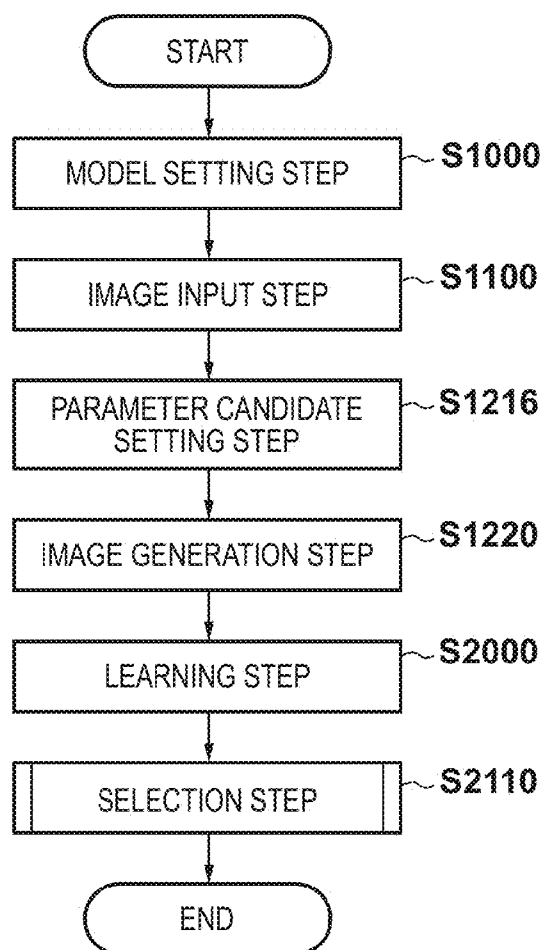 START
MODEL SETTING STEP
S1000
IMAGE INPUT STEP
S1100
PARAMETER CANDIDATE
SETTING STEP
S1216
IMAGE GENERATION STEP
S1220
LEARNING STEP
S2000
SELECTION STEP
S2110
END